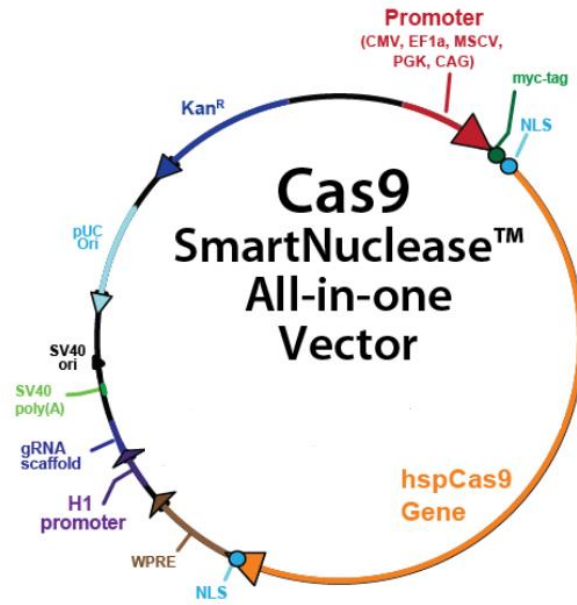 Promoter
(CMV, EF1a, MSCV,
PGK, CAG)
myc-tag
NLS
Kanᴿ
Cas9
SmartNuclease™
All-in-one
Vector
pUC
Ori
SV40
ori
SV40
poly(A)
gRNA
scaffold
H1
promoter
WPRE
NLS
hspCas9
Gene